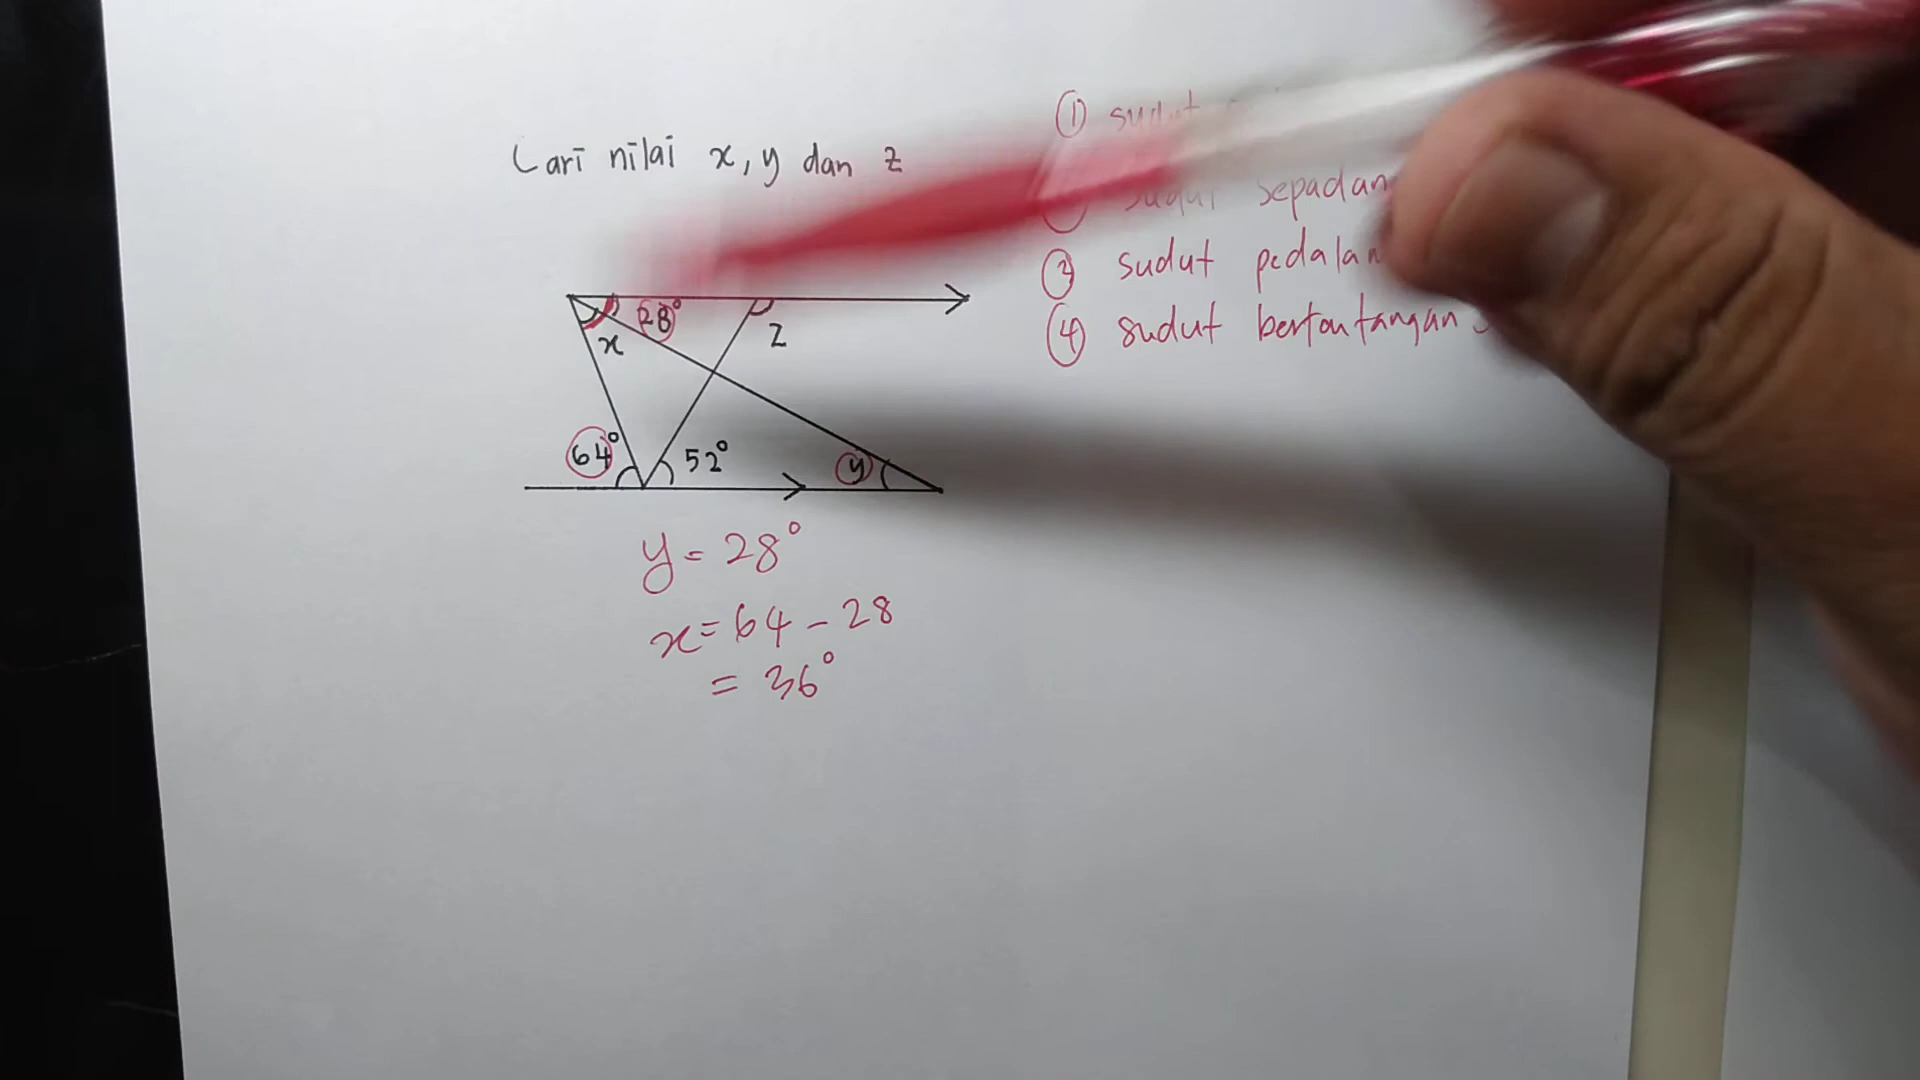 Cari nilai x, y dan z
① sudut
sudut sepadan
③ sudut pedalam
④ sudut bertentangan
28°
x
z
64°
52°
y
y = 28°
x = 64 - 28
= 36°